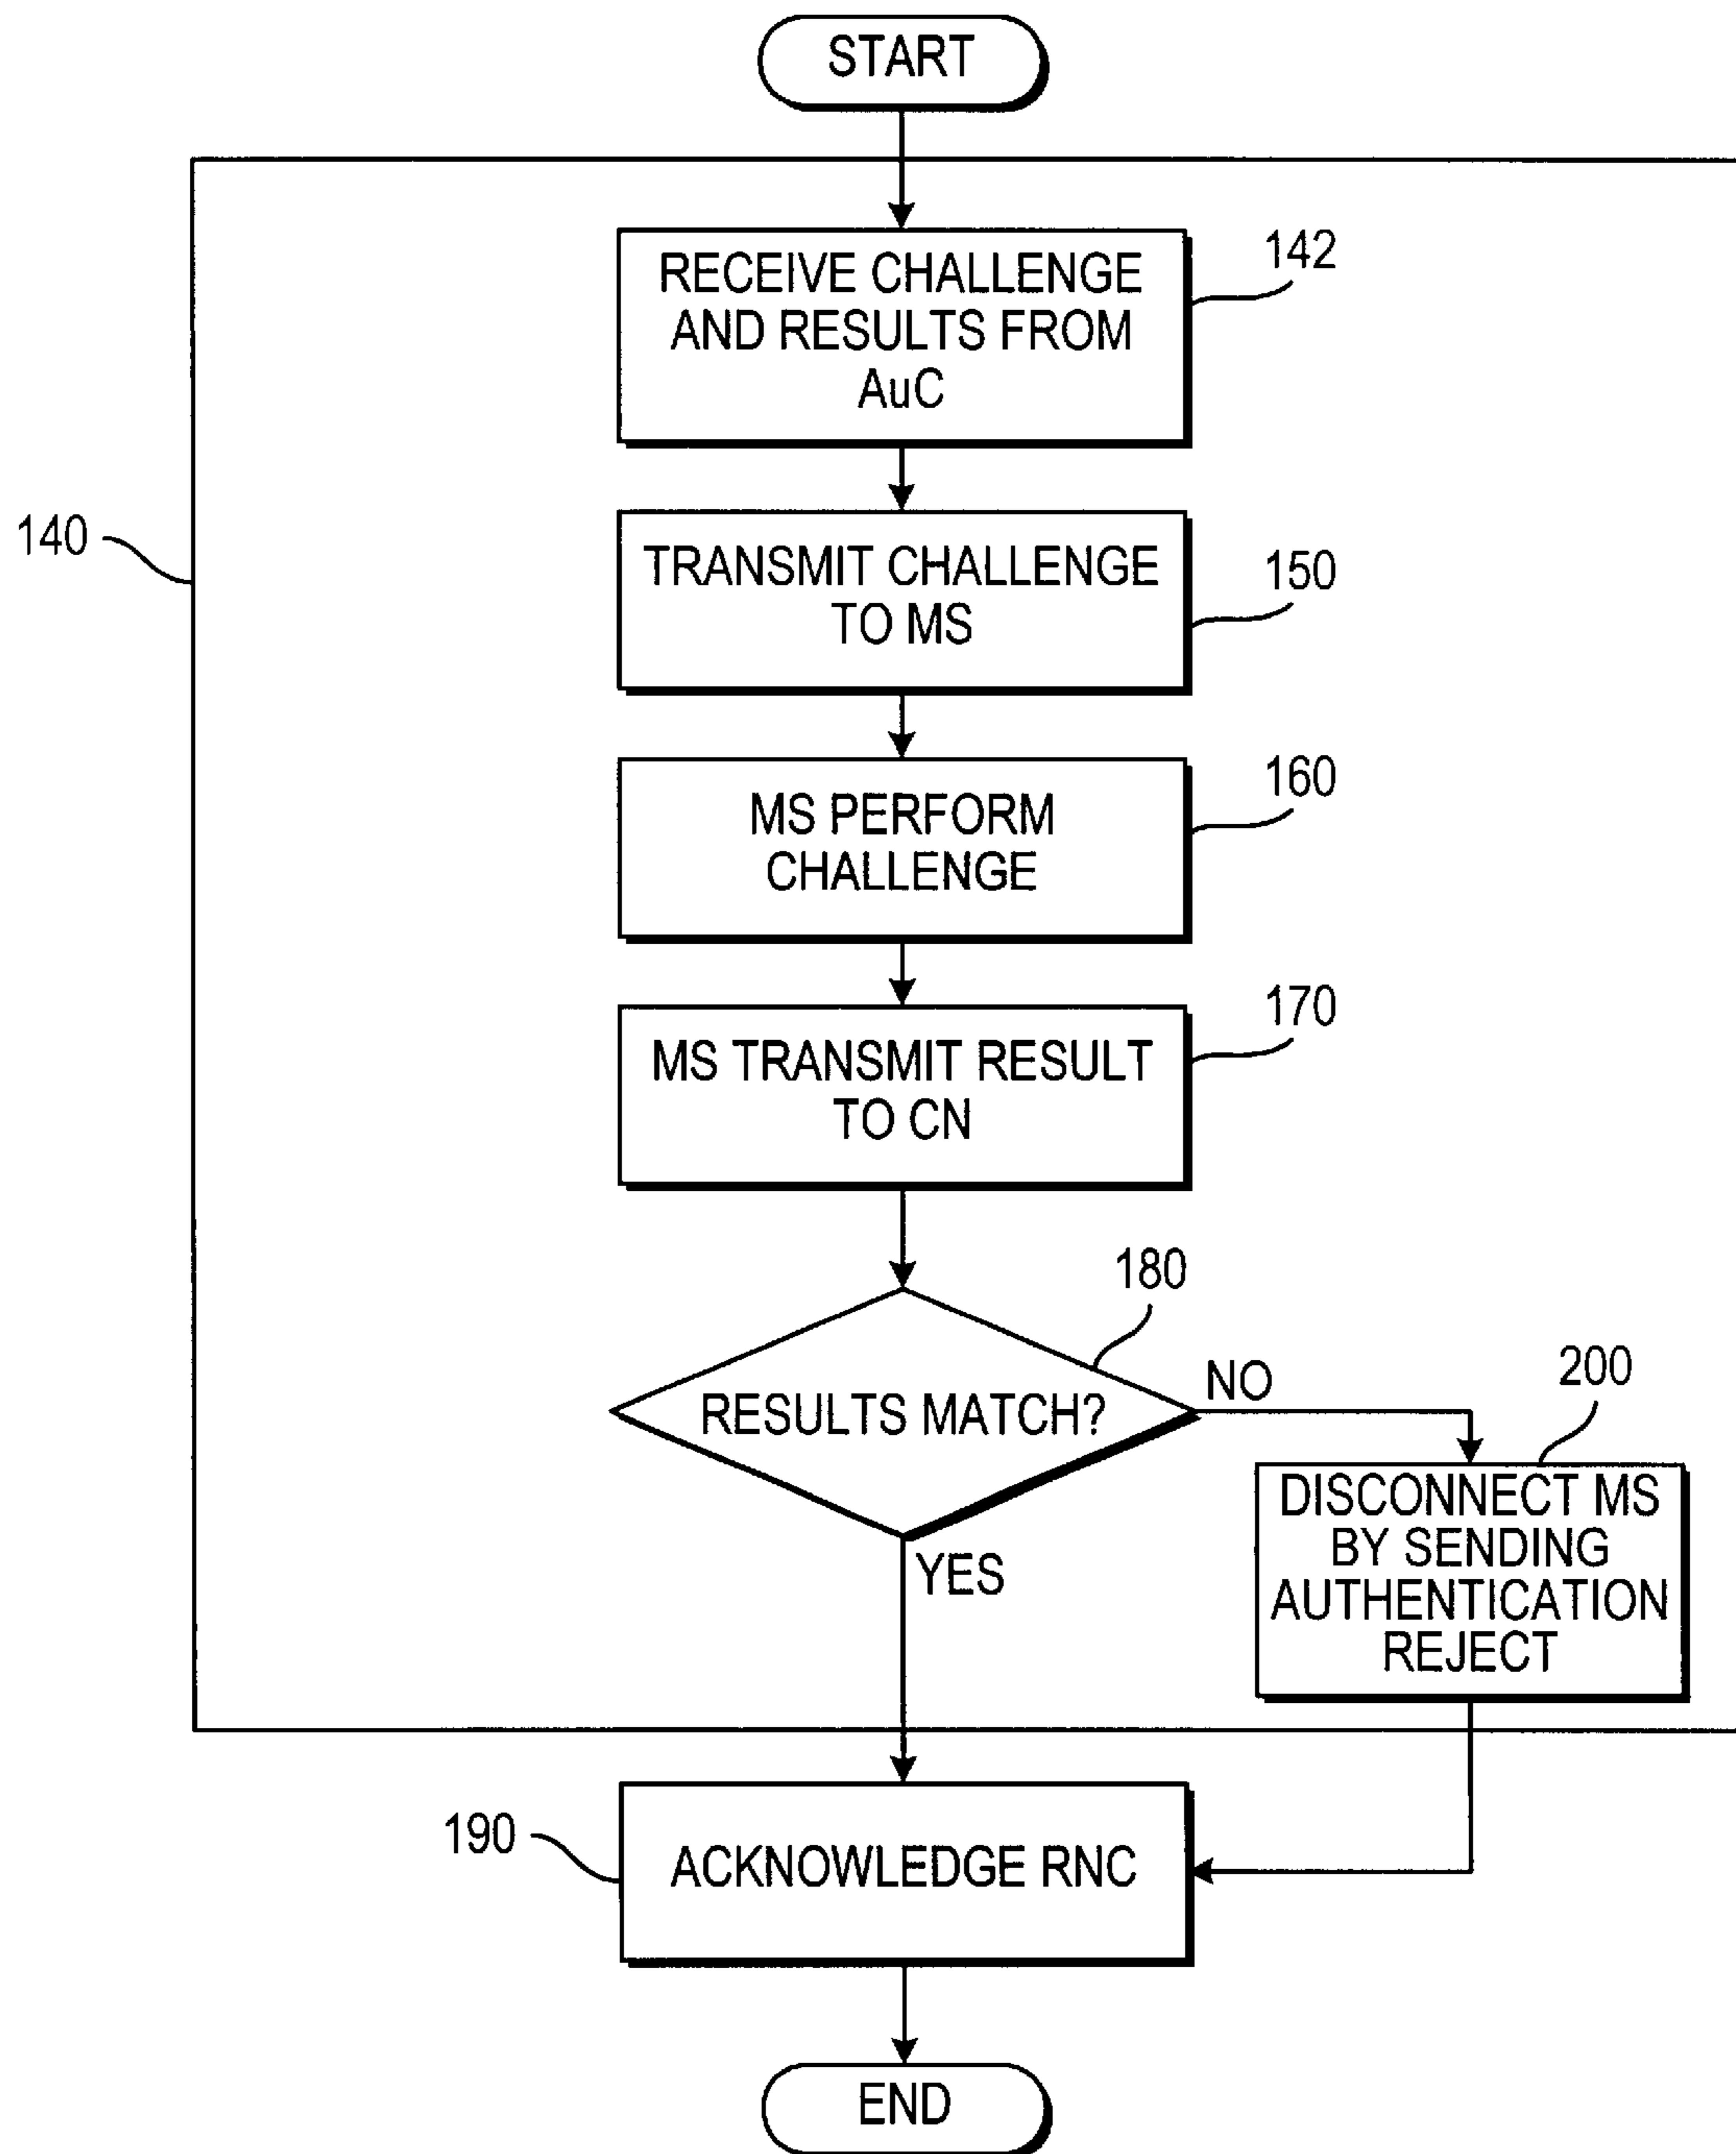 START
RECEIVE CHALLENGE
AND RESULTS FROM
AuC
142
140
TRANSMIT CHALLENGE
TO MS
150
MS PERFORM
CHALLENGE
160
MS TRANSMIT RESULT
TO CN
170
180
RESULTS MATCH?
NO
YES
200
DISCONNECT MS
BY SENDING
AUTHENTICATION
REJECT
190
ACKNOWLEDGE RNC
END